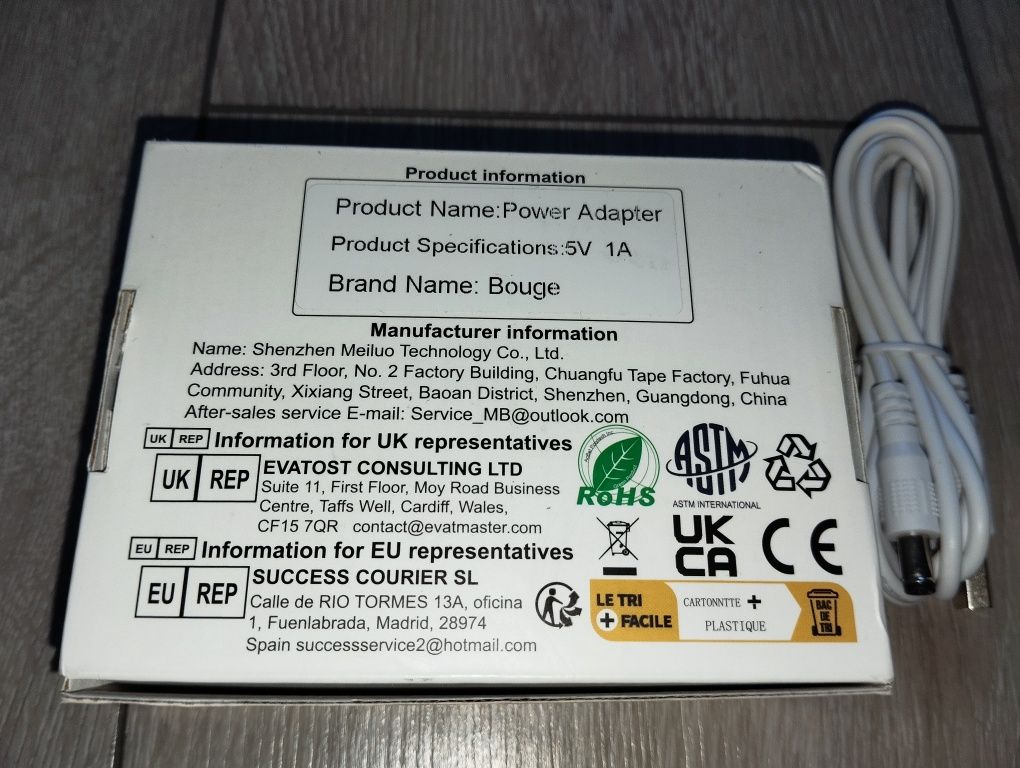 Product information
Product Name:Power Adapter
Product Specifications:5V 1A
Brand Name: Bouge
Manufacturer information
Name: Shenzhen Meiluo Technology Co., Ltd.
Address: 3rd Floor, No. 2 Factory Building, Chuangfu Tape Factory, Fuhua
Community, Xixiang Street, Baoan District, Shenzhen, Guangdong, China
After-sales service E-mail: Service_MB@outlook.com
UK REP Information for UK representatives
UK REP
EVATOST CONSULTING LTD
Suite 11, First Floor, Moy Road Business
Centre, Taffs Well, Cardiff, Wales,
CF15 7QR contact@evatmaster.com
RoHS
ASTM
ASTM INTERNATIONAL
UK
CA
CE
EU REP Information for EU representatives
EU REP
SUCCESS COURIER SL
Calle de RIO TORMES 13A, oficina
1, Fuenlabrada, Madrid, 28974
Spain successservice2@hotmail.com
LE TRI
+ FACILE
CARTONNTTE +
PLASTIQUE
BAC
DE
TRI